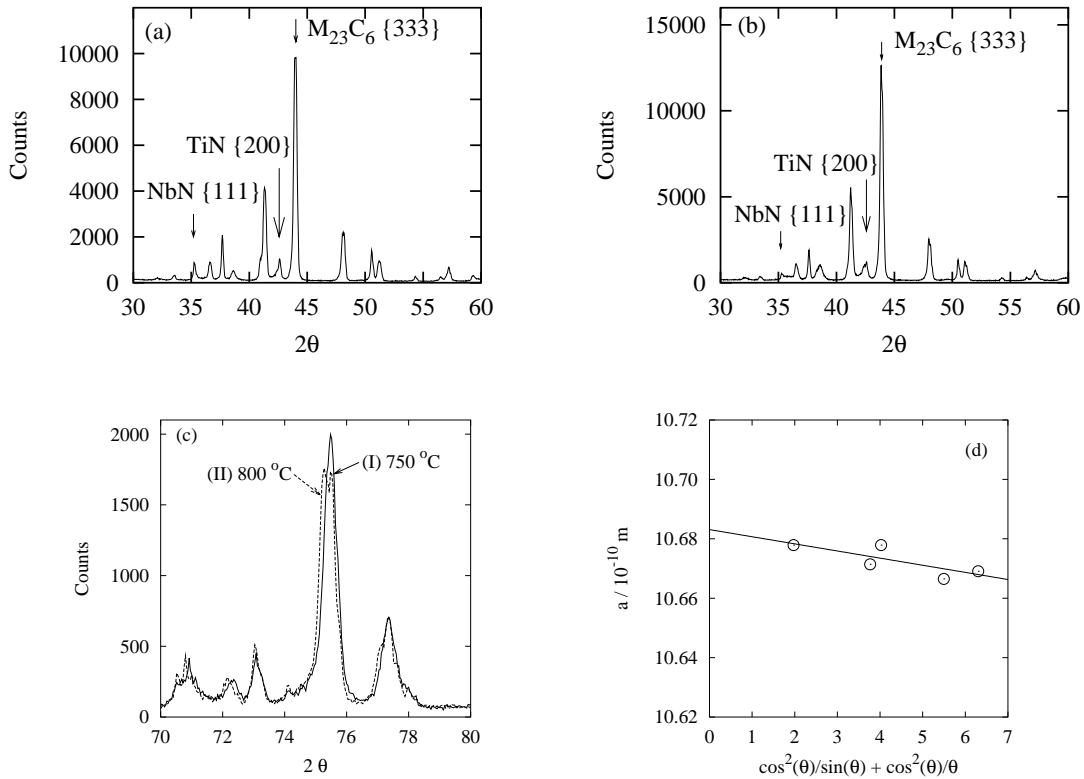 (a)
M23C6 {333}
TiN {200}
NbN {111}
Counts
10000
8000
6000
4000
2000
0
30 35 40 45 50 55 60
2θ
(b)
M23C6 {333}
TiN {200}
NbN {111}
Counts
15000
10000
5000
0
30 35 40 45 50 55 60
2θ
(c)
(II) 800 °C
(I) 750 °C
Counts
2000
1500
1000
500
0
70 72 74 76 78 80
2 θ
(d)
a / 10^-10 m
10.72
10.70
10.68
10.66
10.64
10.62
0 1 2 3 4 5 6 7
cos²(θ)/sin(θ) + cos²(θ)/θ